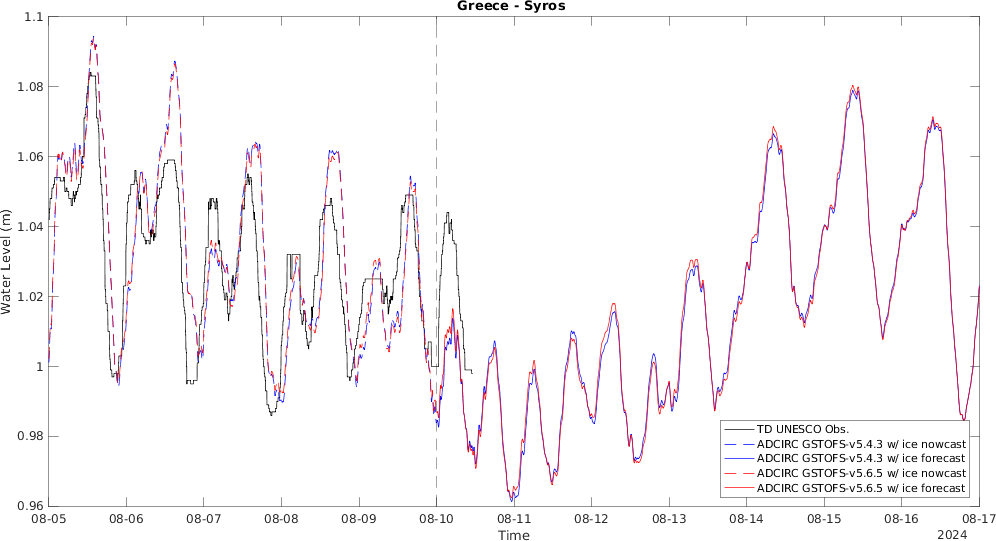 Greece - Syros
1.1
1.08
1.06
1.04
1.02
1
0.98
0.96
Water Level (m)
08-05 08-06 08-07 08-08 08-09 08-10 08-11 08-12 08-13 08-14 08-15 08-16 08-17
Time
2024
TD UNESCO Obs.
ADCIRC GSTOFS-v5.4.3 w/ ice nowcast
ADCIRC GSTOFS-v5.4.3 w/ ice forecast
ADCIRC GSTOFS-v5.6.5 w/ ice nowcast
ADCIRC GSTOFS-v5.6.5 w/ ice forecast